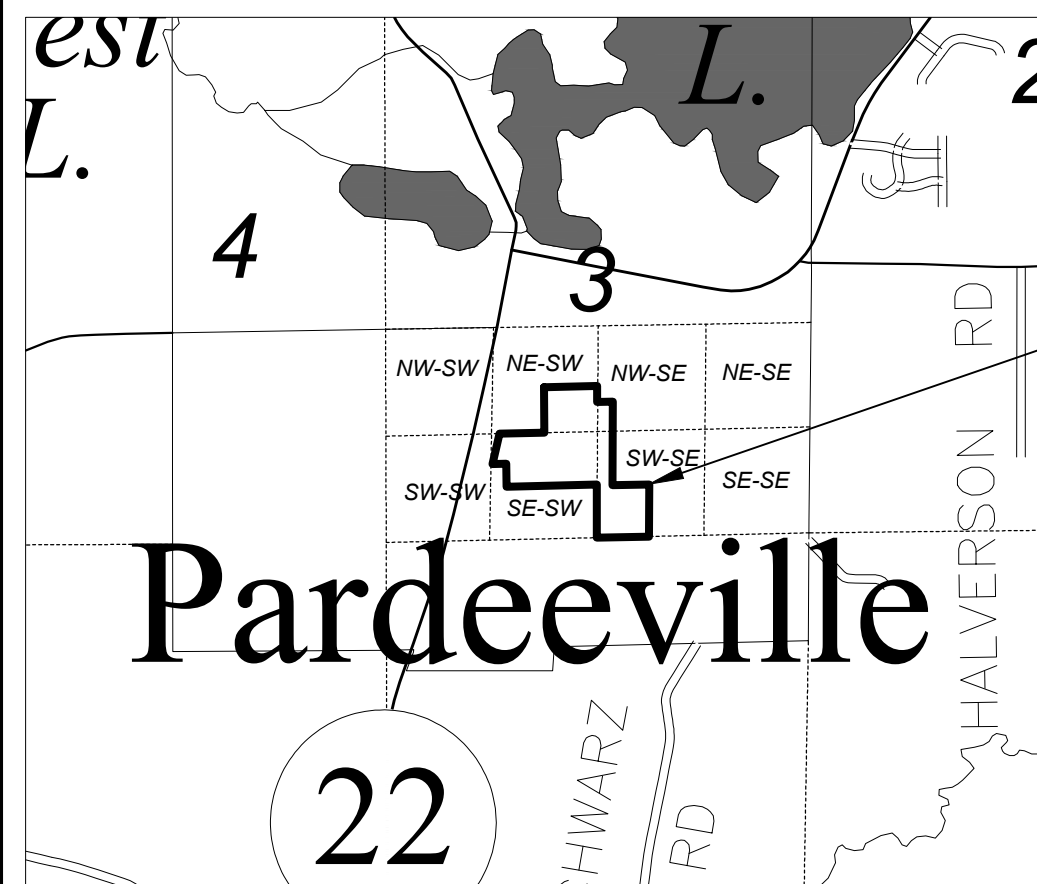 est
L.
L.
2
4
3
RD
NW-SW
NE-SW
NW-SE
NE-SE
SW-SW
SE-SW
SW-SE
SE-SE
HALVERSON
Pardeeville
22
CHWARZ
RD